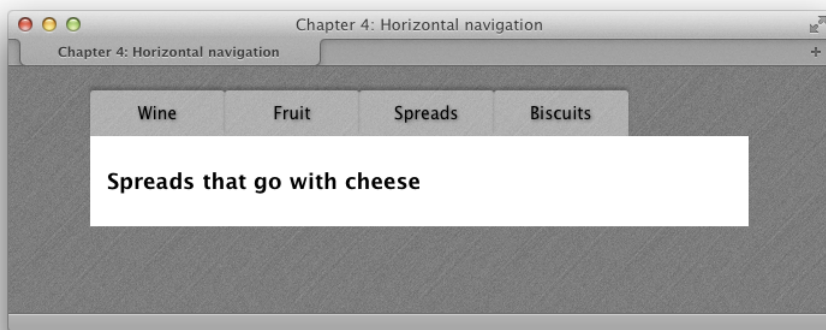 Chapter 4: Horizontal navigation
Chapter 4: Horizontal navigation
Wine Fruit Spreads Biscuits
Spreads that go with cheese